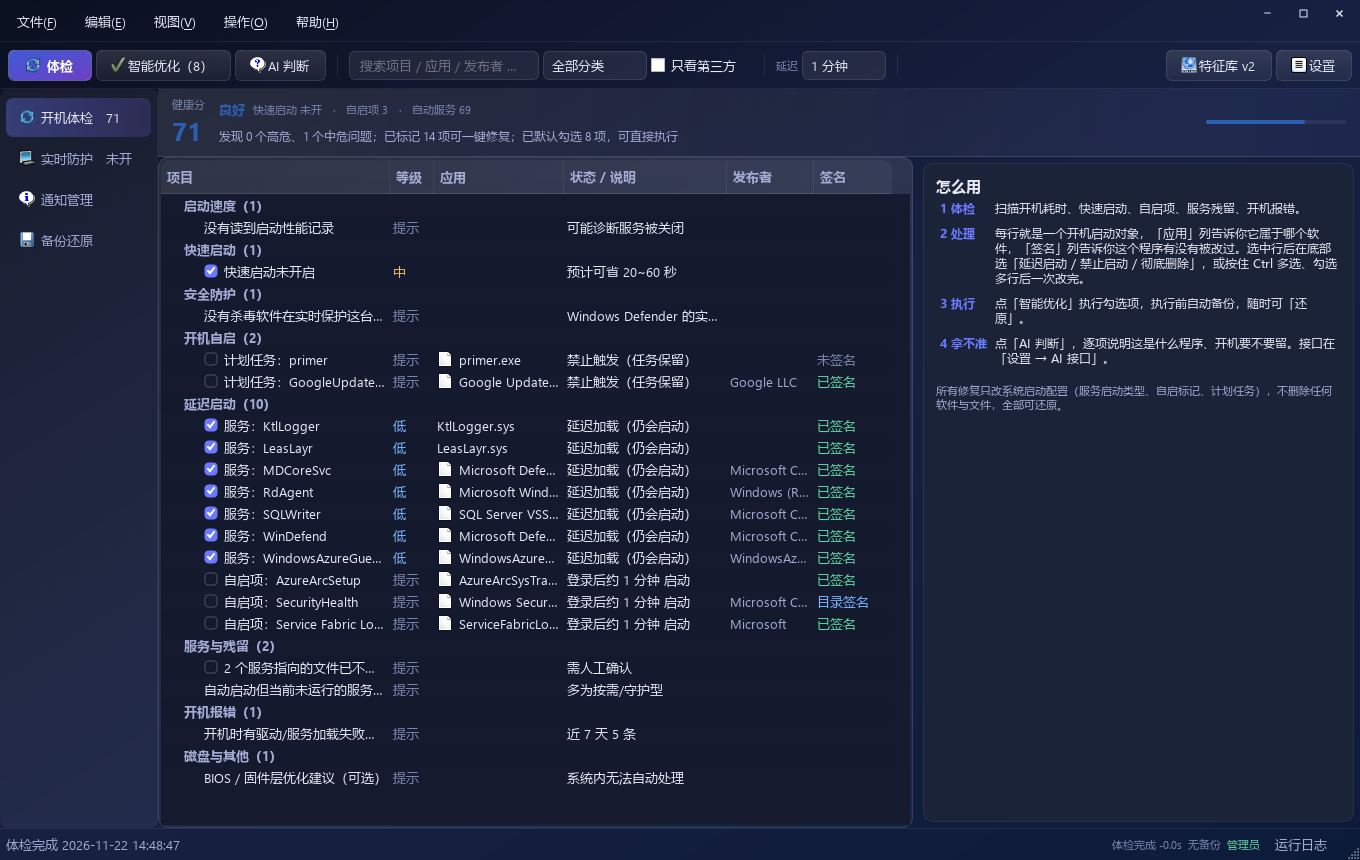 文件(F) 编辑(E) 视图(V) 操作(O) 帮助(H)
体检 智能优化（8） AI 判断 搜索项目 / 应用 / 发布者 ... 全部分类 只看第三方 延迟 1 分钟 特征库 v2 设置
开机体检 71
实时防护 未开
通知管理
备份还原
健康分 良好 快速启动 未开 · 自启项 3 · 自动服务 69
71 发现 0 个高危、1 个中危问题；已标记 14 项可一键修复；已默认勾选 8 项，可直接执行
项目 等级 应用 状态 / 说明 发布者 签名
启动速度（1）
没有读到启动性能记录 提示 可能诊断服务被关闭
快速启动（1）
快速启动未开启 中 预计可省 20~60 秒
安全防护（1）
没有杀毒软件在实时保护这台... 提示 Windows Defender 的实...
开机自启（2）
计划任务：primer 提示 primer.exe 禁止触发（任务保留） 未签名
计划任务：GoogleUpdate... 提示 Google Update... 禁止触发（任务保留） Google LLC 已签名
延迟启动（10）
服务：KtlLogger 低 KtlLogger.sys 延迟加载（仍会启动） 已签名
服务：LeasLayr 低 LeasLayr.sys 延迟加载（仍会启动） 已签名
服务：MDCoreSvc 低 Microsoft Defe... 延迟加载（仍会启动） Microsoft C... 已签名
服务：RdAgent 低 Microsoft Wind... 延迟加载（仍会启动） Windows (R... 已签名
服务：SQLWriter 低 SQL Server VSS... 延迟加载（仍会启动） Microsoft C... 已签名
服务：WinDefend 低 Microsoft Defe... 延迟加载（仍会启动） Microsoft C... 已签名
服务：WindowsAzureGue... 低 WindowsAzure... 延迟加载（仍会启动） WindowsAz... 已签名
自启项：AzureArcSetup 提示 AzureArcSysTra... 登录后约 1 分钟 启动 已签名
自启项：SecurityHealth 提示 Windows Secur... 登录后约 1 分钟 启动 Microsoft C... 目录签名
自启项：Service Fabric Lo... 提示 ServiceFabricLo... 登录后约 1 分钟 启动 Microsoft 已签名
服务与残留（2）
2 个服务指向的文件已不... 提示 需人工确认
自动启动但当前未运行的服务... 提示 多为按需/守护型
开机报错（1）
开机时有驱动/服务加载失败... 提示 近 7 天 5 条
磁盘与其他（1）
BIOS / 固件层优化建议（可选） 提示 系统内无法自动处理
怎么用
1 体检 扫描开机耗时、快速启动、自启项、服务残留、开机报错。
2 处理 每行就是一个开机启动对象，「应用」列告诉你它属于哪个软
件，「签名」列告诉你这个程序有没有被改过。选中行后在底部
选「延迟启动 / 禁止启动 / 彻底删除」，或按住 Ctrl 多选、勾选
多行后一次改完。
3 执行 点「智能优化」执行勾选项，执行前自动备份，随时可「还
原」。
4 拿不准 点「AI 判断」，逐项说明这是什么程序、开机要不要留。接口在
「设置 → AI 接口」。
所有修复只改系统启动配置（服务启动类型、自启标记、计划任务），不删除任何
软件与文件，全部可还原。
体检完成 2026-11-22 14:48:47 体检完成 -0.0s 无备份 管理员 运行日志